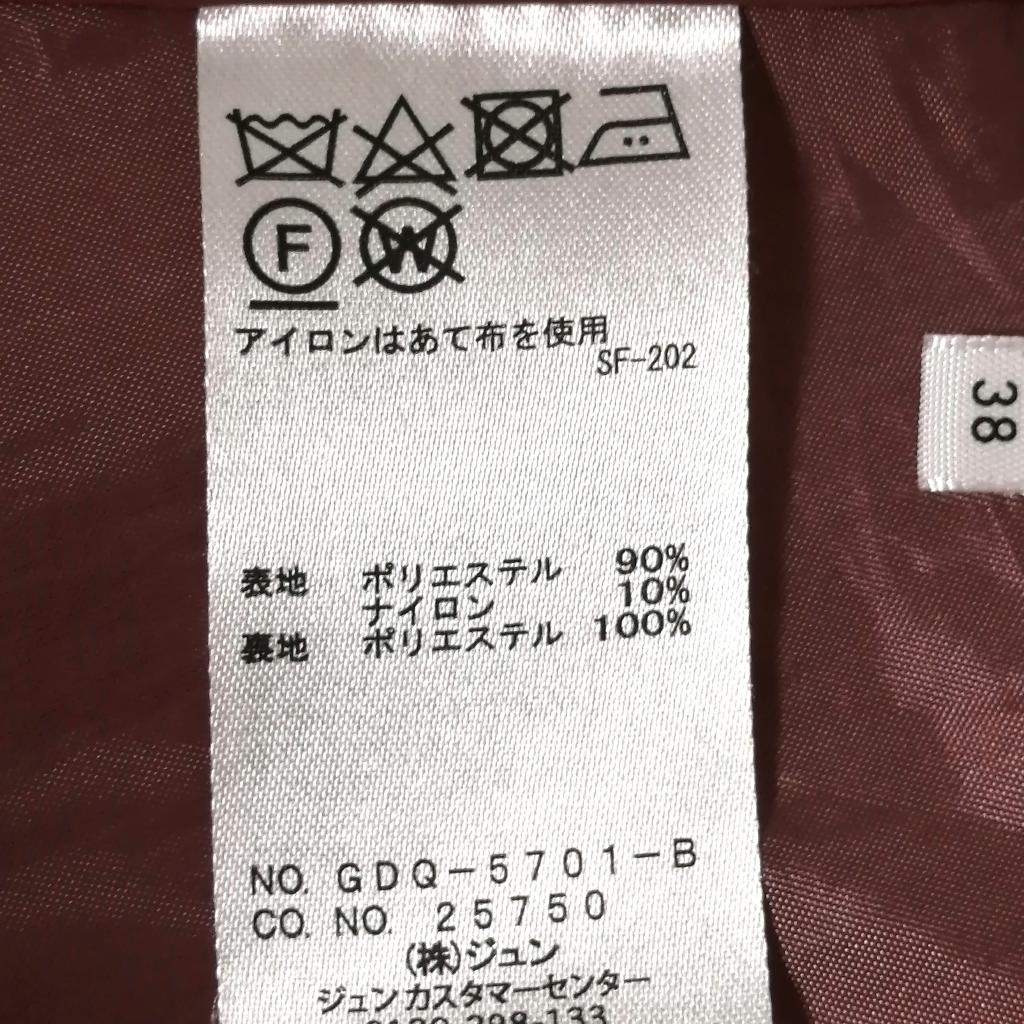 F W
アイロンはあて布を使用
SF-202
表地 ポリエステル 90%
ナイロン 10%
裏地 ポリエステル 100%
NO. GDQ-5701-B
CO. NO. 25750
(株)ジュン
ジュンカスタマーセンター
38